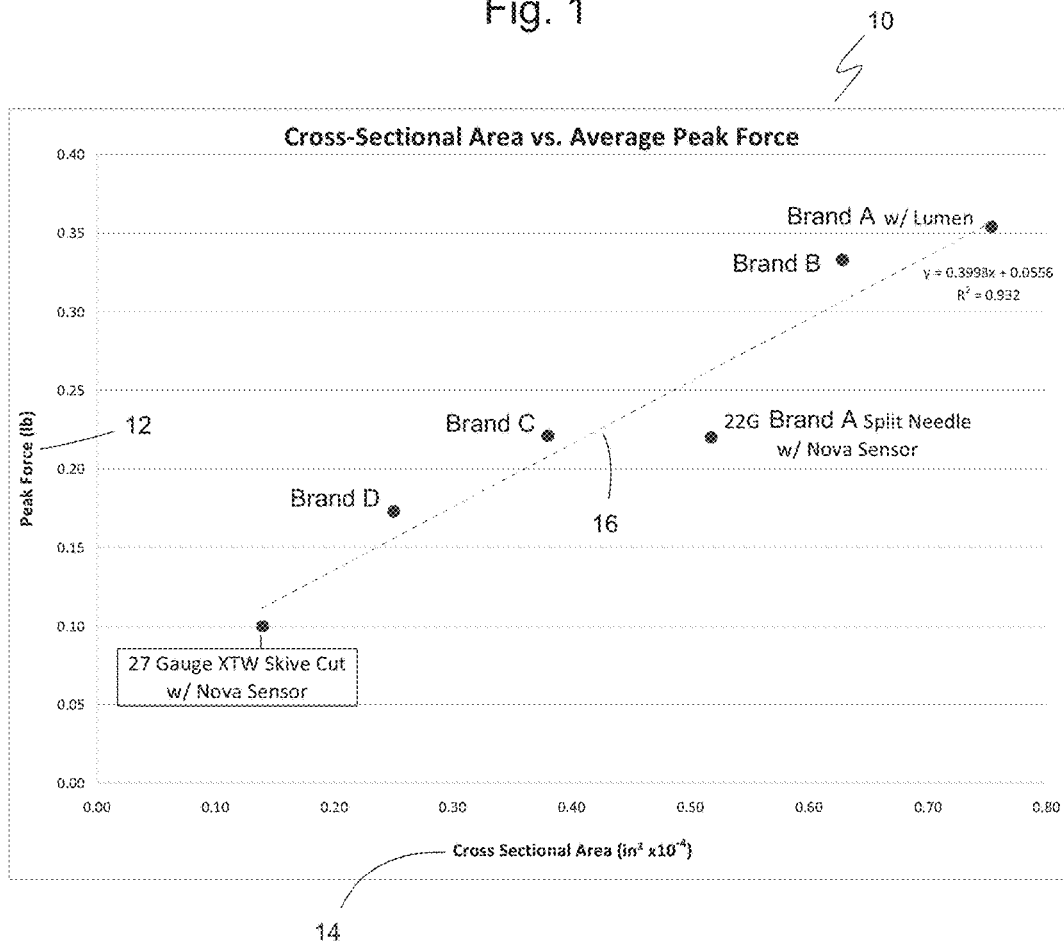 Fig. 1
10
Cross-Sectional Area vs. Average Peak Force
0.40
0.35
0.30
0.25
0.20
0.15
0.10
0.05
0.00
Peak Force (lb)
12
Brand A w/ Lumen
Brand B
y = 0.3998x + 0.0556
R² = 0.932
Brand C
22G Brand A Split Needle
w/ Nova Sensor
Brand D
16
27 Gauge XTW Skive Cut
w/ Nova Sensor
0.00 0.10 0.20 0.30 0.40 0.50 0.60 0.70 0.80
Cross Sectional Area (in² x10⁻⁴)
14